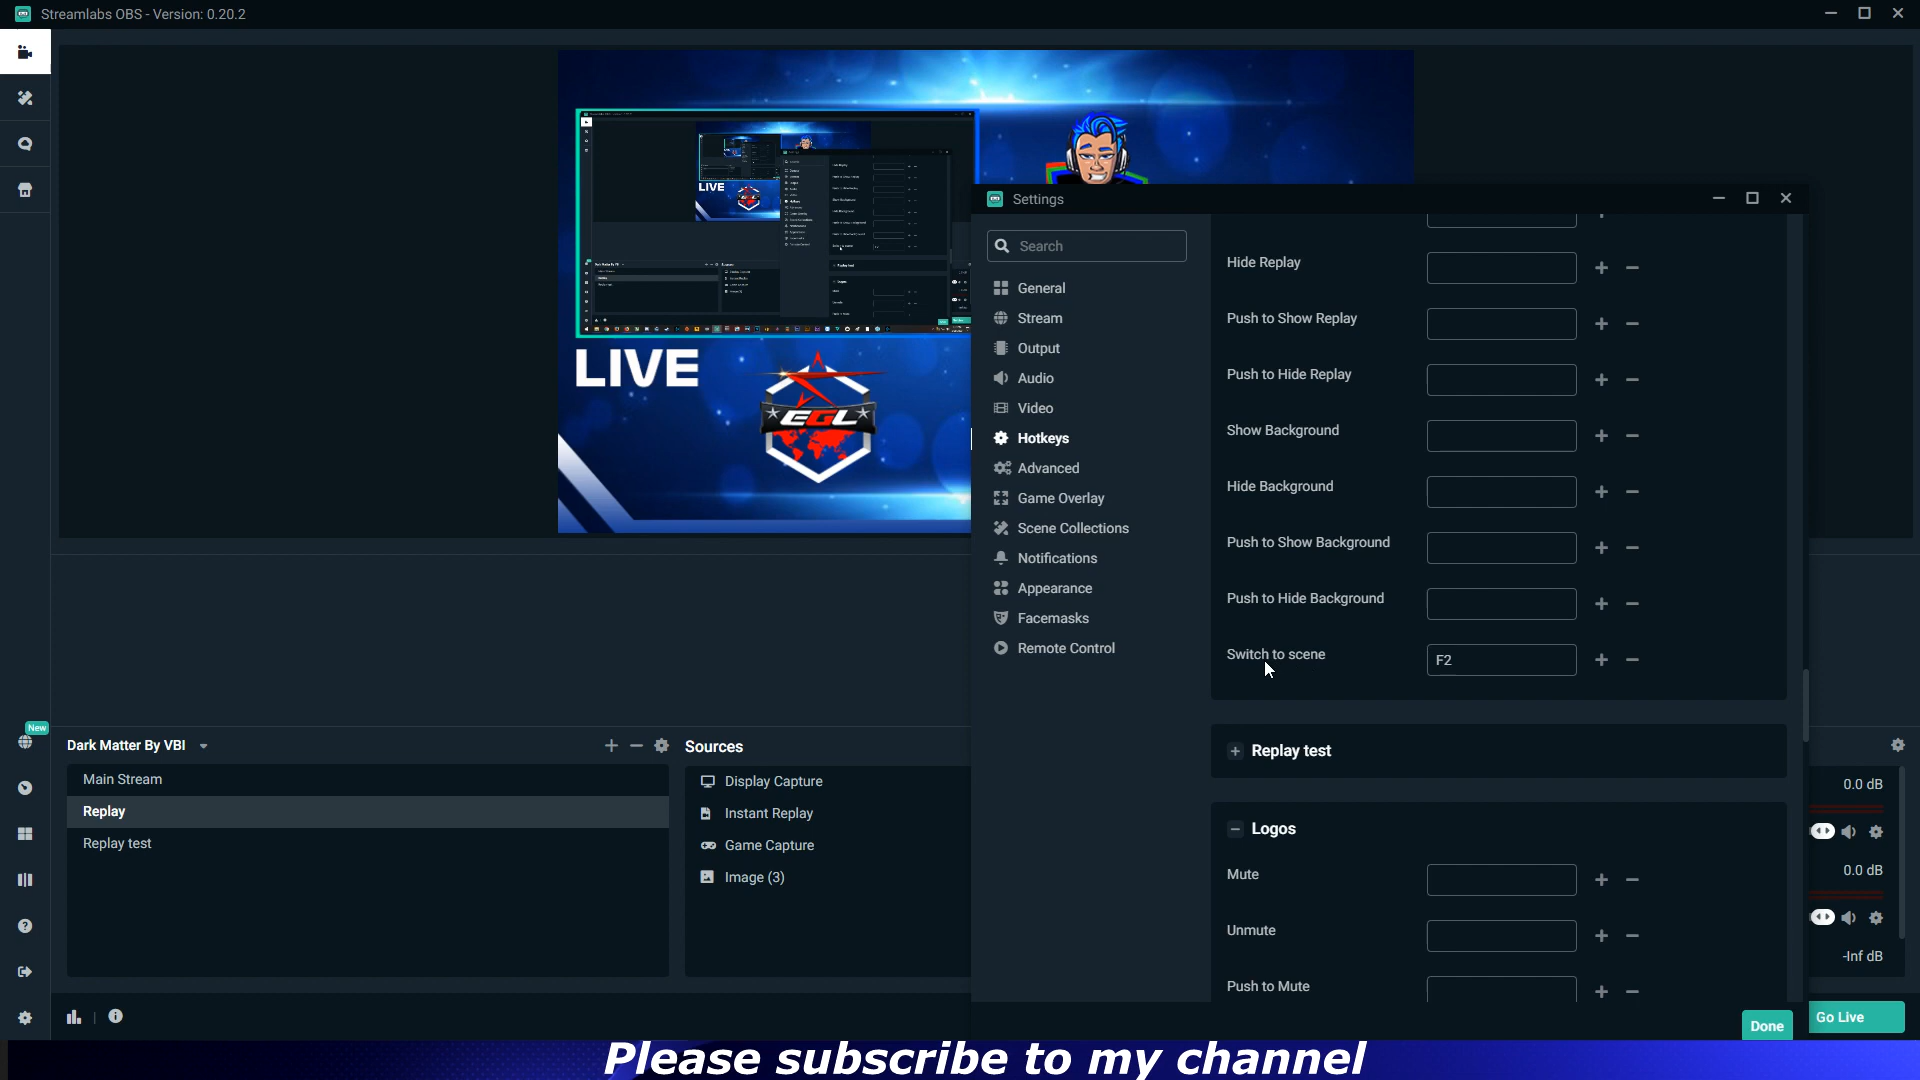 Streamlabs OBS - Version: 0.20.2
LIVE
LIVE
EGL
Settings
Search
General
Stream
Output
Audio
Video
Hotkeys
Advanced
Game Overlay
Scene Collections
Notifications
Appearance
Facemasks
Remote Control
Hide Replay
Push to Show Replay
Push to Hide Replay
Show Background
Hide Background
Push to Show Background
Push to Hide Background
Switch to scene F2
Replay test
Logos
Mute
Unmute
Push to Mute
Done
New
Dark Matter By VBI
Main Stream
Replay
Replay test
Sources
Display Capture
Instant Replay
Game Capture
Image (3)
0.0 dB
0.0 dB
-Inf dB
Go Live
Please subscribe to my channel